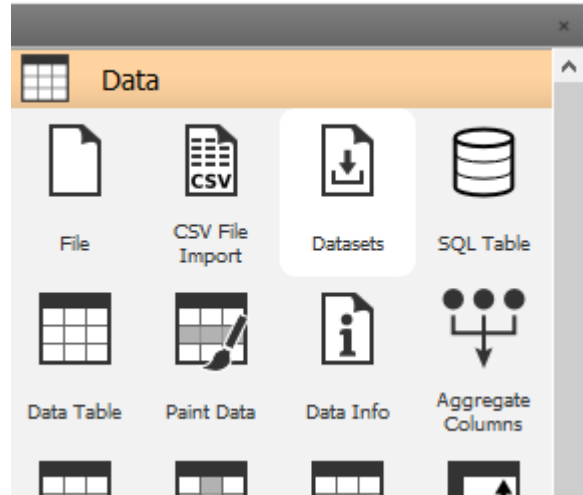 Data
File
CSV
CSV File
Import
Datasets
SQL Table
Data Table
Paint Data
i
Data Info
Aggregate
Columns